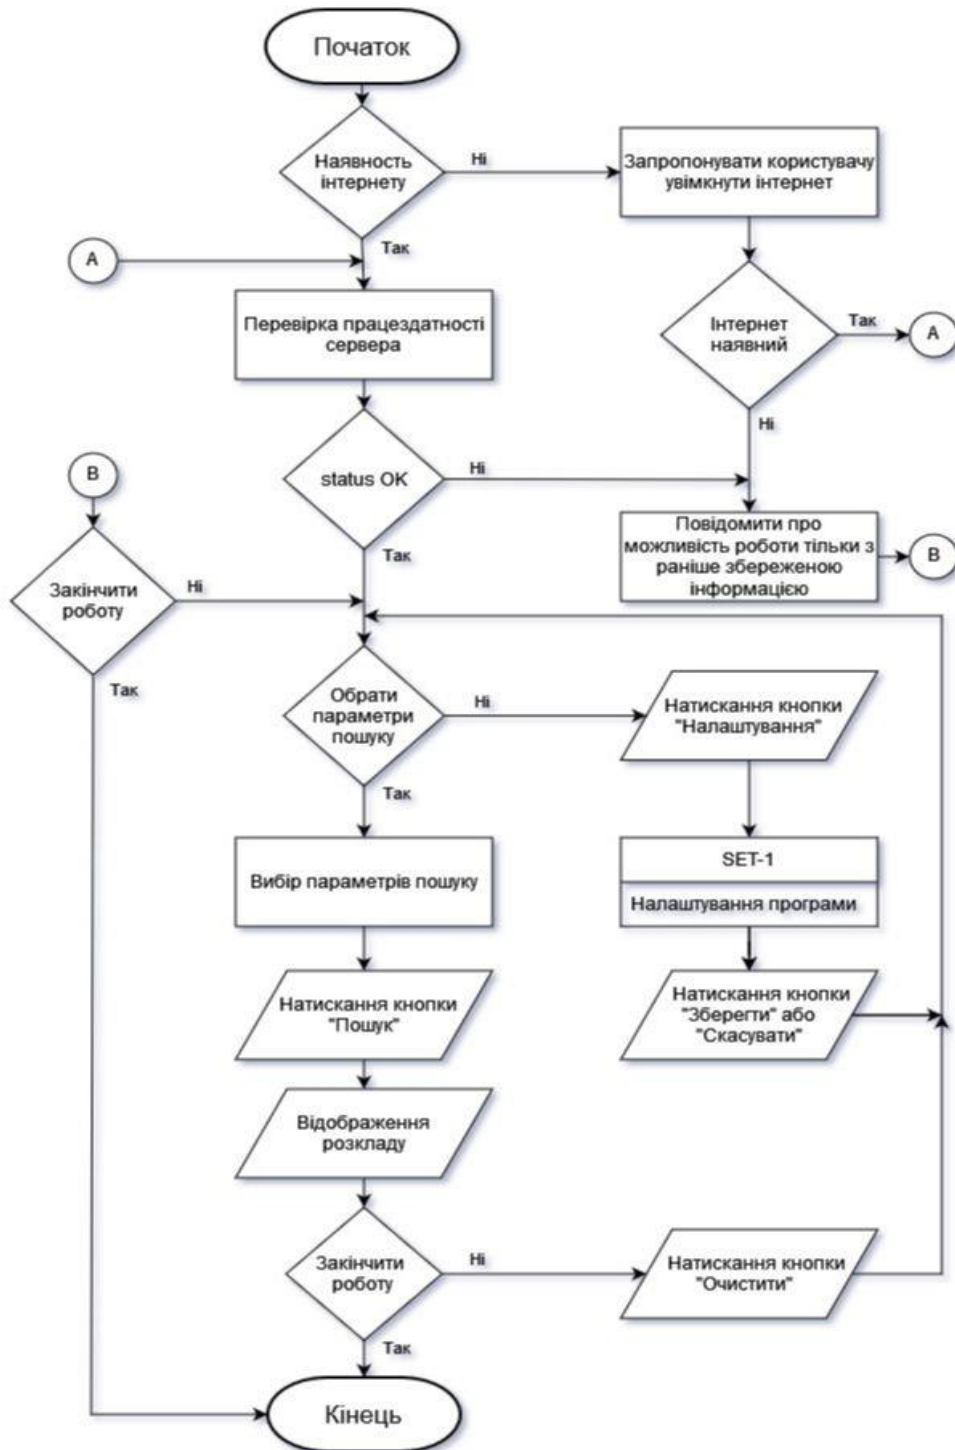 Початок
Наявность
інтернету
Ні
Запропонувати користувачу
увімкнути інтернет
Так
А
Перевірка працездатності
сервера
Інтернет
наявний
Так
А
Ні
status OK
Ні
В
Повідомити про
можливість роботи тільки з
раніше збереженою
інформацією
В
Так
Закінчити
роботу
Ні
Так
Обрати
параметри
пошуку
Ні
Натискання кнопки
"Налаштування"
Так
Вибір параметрів пошуку
SET-1
Налаштування програми
Натискання кнопки
"Пошук"
Натискання кнопки
"Зберегти" або
"Скасувати"
Відображення
розкладу
Закінчити
роботу
Ні
Натискання кнопки
"Очистити"
Так
Кінець